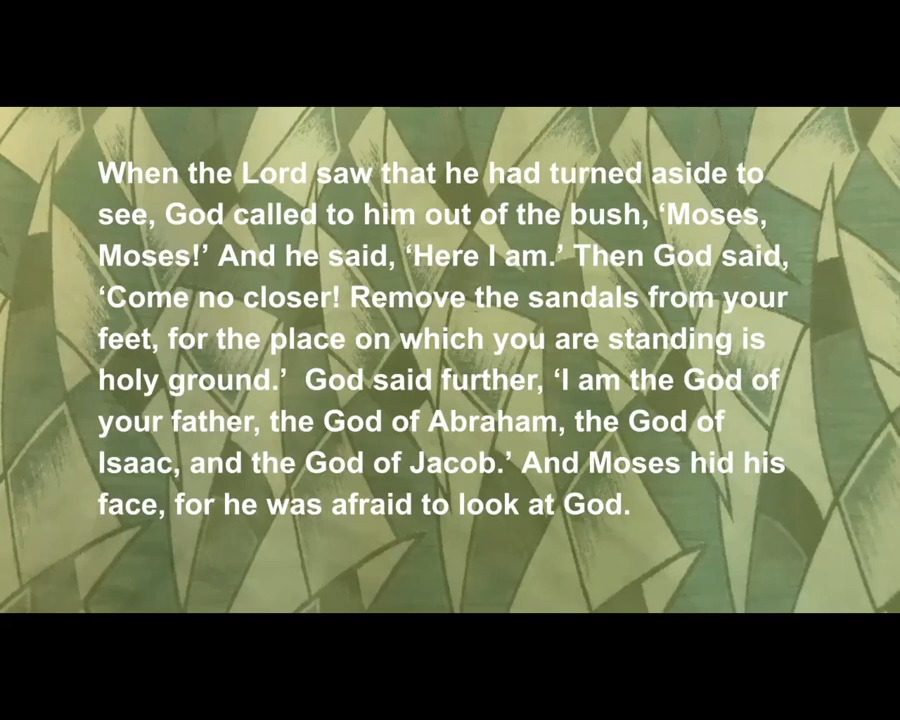 When the Lord saw that he had turned aside to
see, God called to him out of the bush, ‘Moses,
Moses!’ And he said, ‘Here I am.’ Then God said,
‘Come no closer! Remove the sandals from your
feet, for the place on which you are standing is
holy ground.’  God said further, ‘I am the God of
your father, the God of Abraham, the God of
Isaac, and the God of Jacob.’ And Moses hid his
face, for he was afraid to look at God.